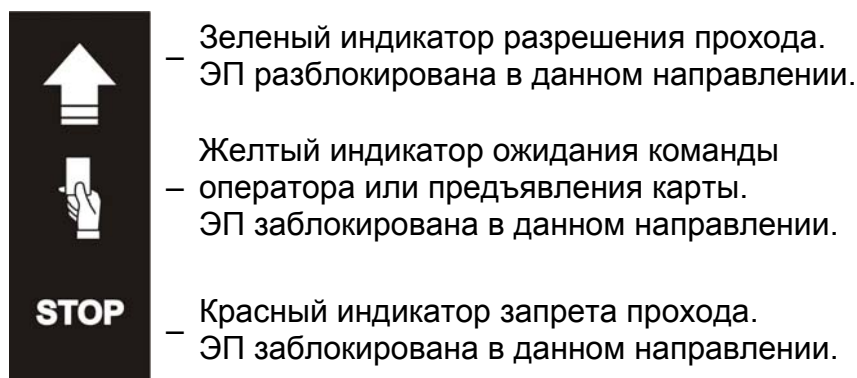 Зеленый индикатор разрешения прохода.
– ЭП разблокирована в данном направлении.
Желтый индикатор ожидания команды
– оператора или предъявления карты.
ЭП заблокирована в данном направлении.
STOP
– Красный индикатор запрета прохода.
ЭП заблокирована в данном направлении.